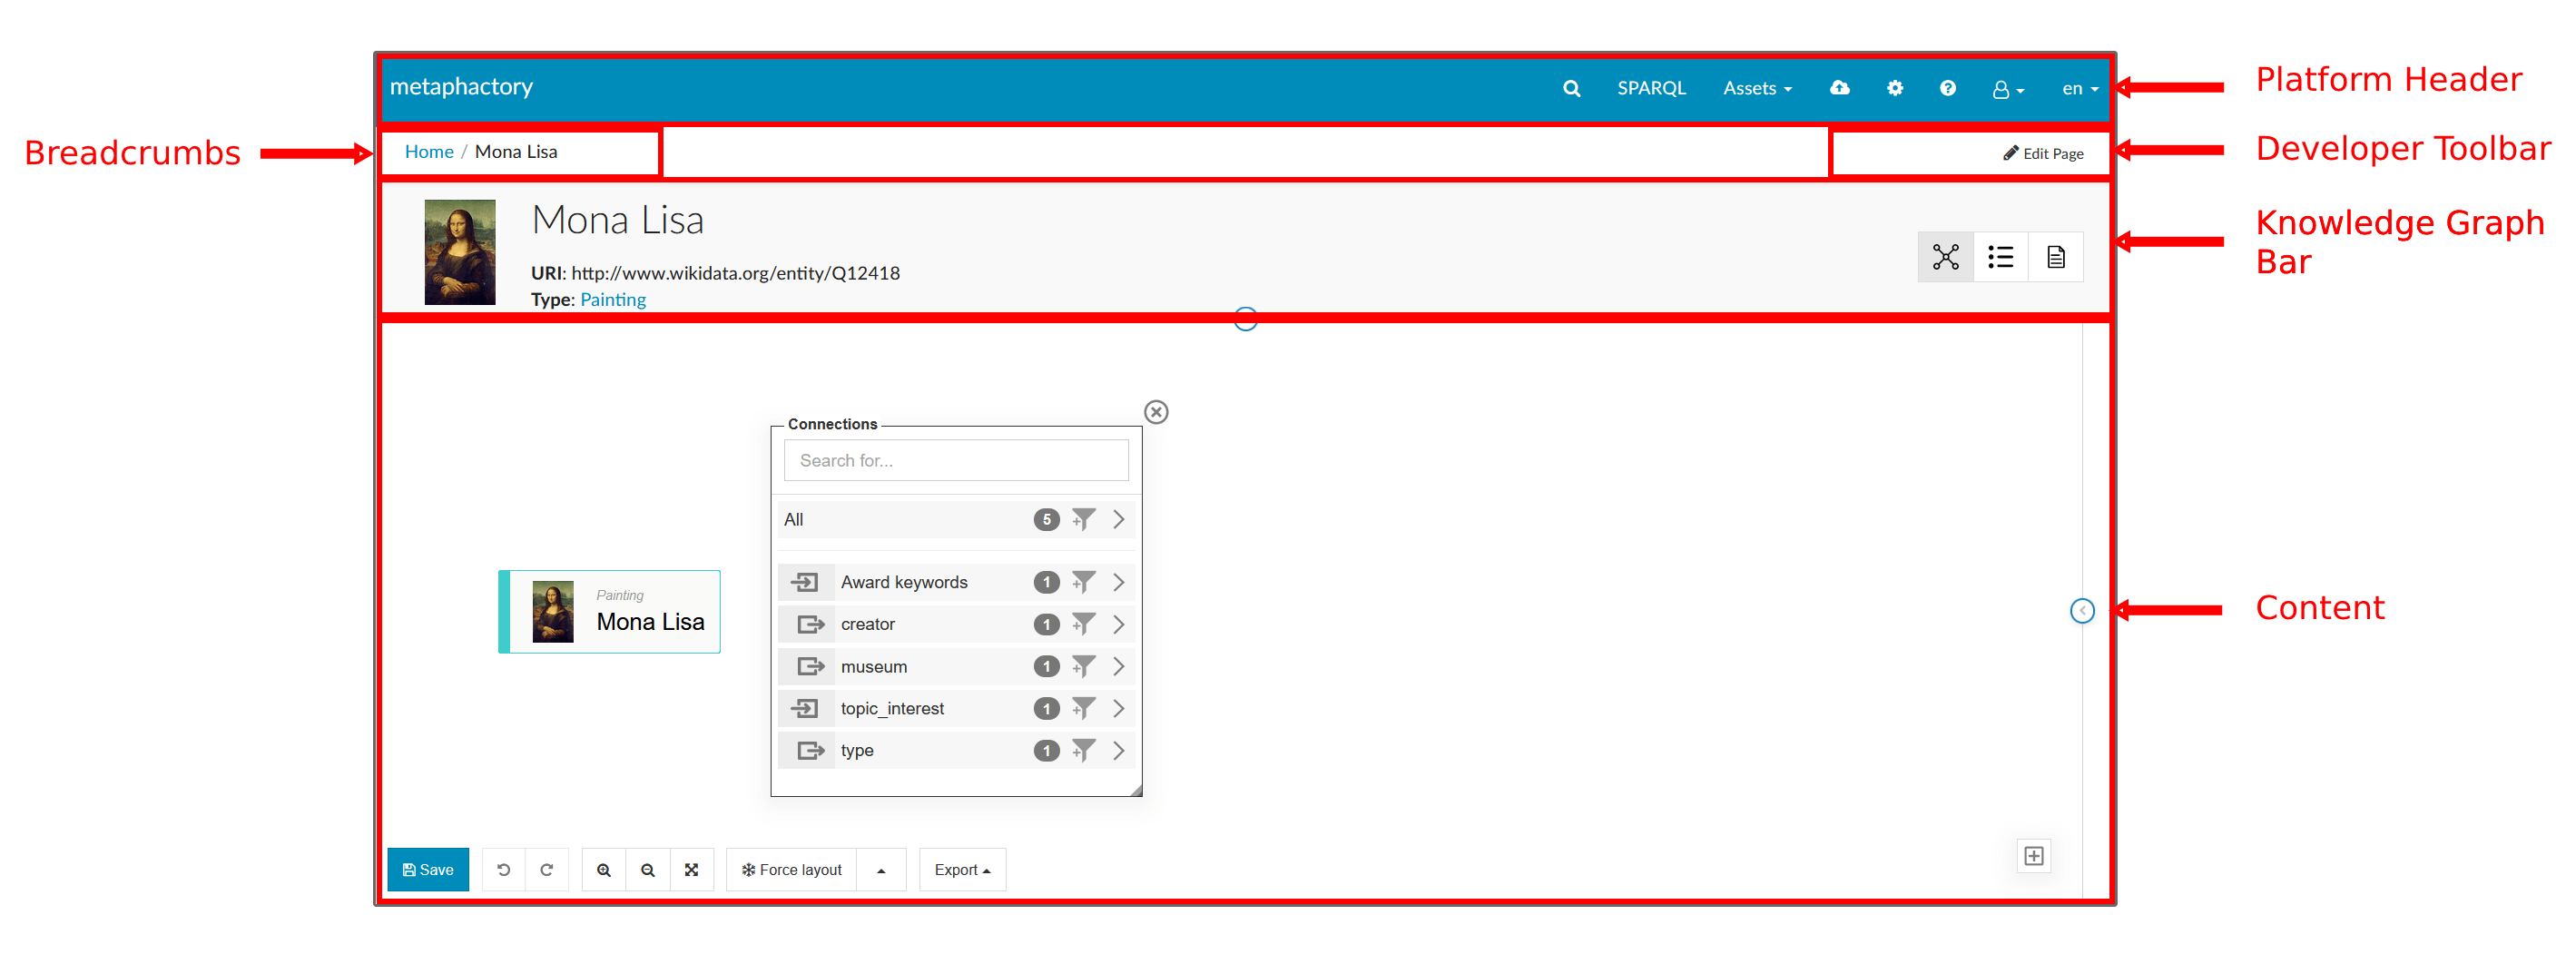 metaphactory
SPARQL
Assets
en
Platform Header
Breadcrumbs
Home / Mona Lisa
Edit Page
Developer Toolbar
Mona Lisa
URI: http://www.wikidata.org/entity/Q12418
Type: Painting
Knowledge Graph
Bar
Connections
Search for...
All 5
Award keywords 1
creator 1
museum 1
topic_interest 1
type 1
Painting
Mona Lisa
Content
Save
Force layout
Export